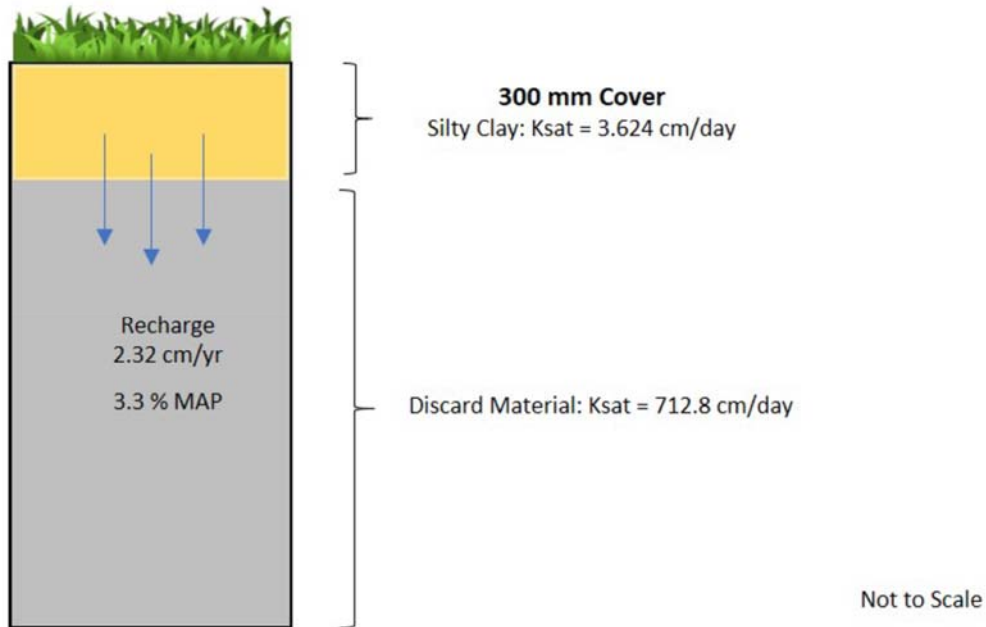 300 mm Cover
Silty Clay: Ksat = 3.624 cm/day
Recharge
2.32 cm/yr
3.3 % MAP
Discard Material: Ksat = 712.8 cm/day
Not to Scale